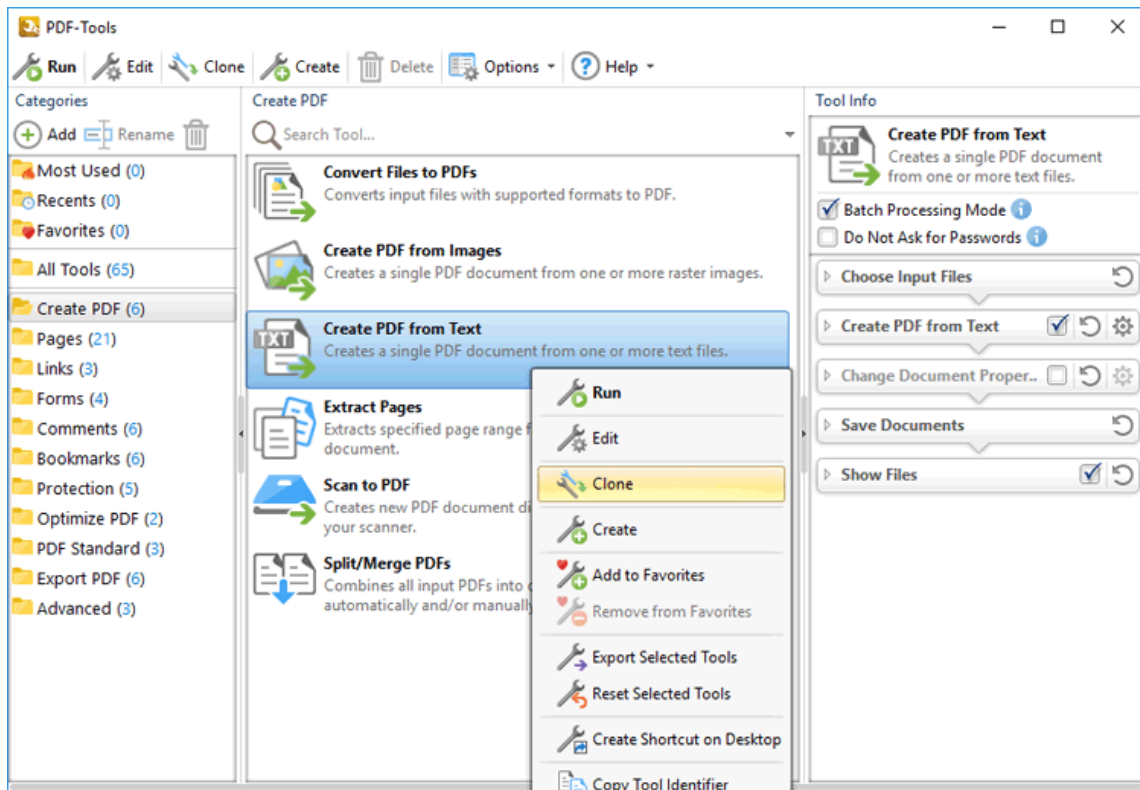 PDF-Tools
Run Edit Clone Create Delete Options Help
Categories
Add Rename
Most Used (0)
Recents (0)
Favorites (0)
All Tools (65)
Create PDF (6)
Pages (21)
Links (3)
Forms (4)
Comments (6)
Bookmarks (6)
Protection (5)
Optimize PDF (2)
PDF Standard (3)
Export PDF (6)
Advanced (3)
Create PDF
Search Tool...
Convert Files to PDFs
Converts input files with supported formats to PDF.
Create PDF from Images
Creates a single PDF document from one or more raster images.
TXT
Create PDF from Text
Creates a single PDF document from one or more text files.
Extract Pages
Extracts specified page range
document.
Scan to PDF
Creates new PDF document
your scanner.
Split/Merge PDFs
Combines all input PDFs into
automatically and/or manually
Run
Edit
Clone
Create
Add to Favorites
Remove from Favorites
Export Selected Tools
Reset Selected Tools
Create Shortcut on Desktop
Copy Tool Identifier
Tool Info
TXT
Create PDF from Text
Creates a single PDF document
from one or more text files.
Batch Processing Mode
Do Not Ask for Passwords
Choose Input Files
Create PDF from Text
Change Document Proper..
Save Documents
Show Files